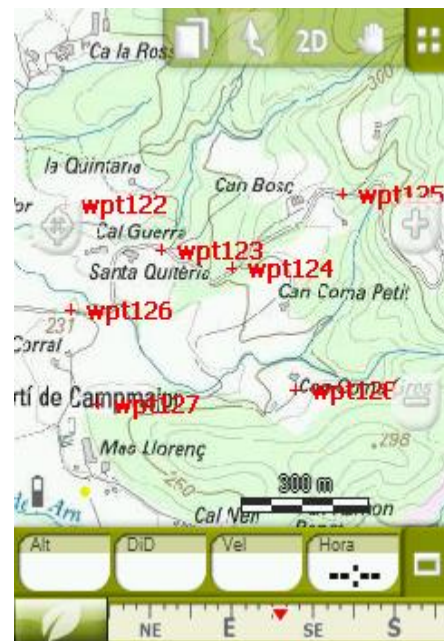 Ca la Ross
2D
300
la Quintana
Can Bosc
wpt125
wpt122
Cal Guerra
wpt123
Santa Quitèria
wpt124
Can Coma Petit
wpt126
231
Corral
rtí de Campmajor
wpt127
Mas Llorenç
298
260
300 m
Cal Neri
Alt
DiD
Vel
Hora
--:--
NE
E
SE
S